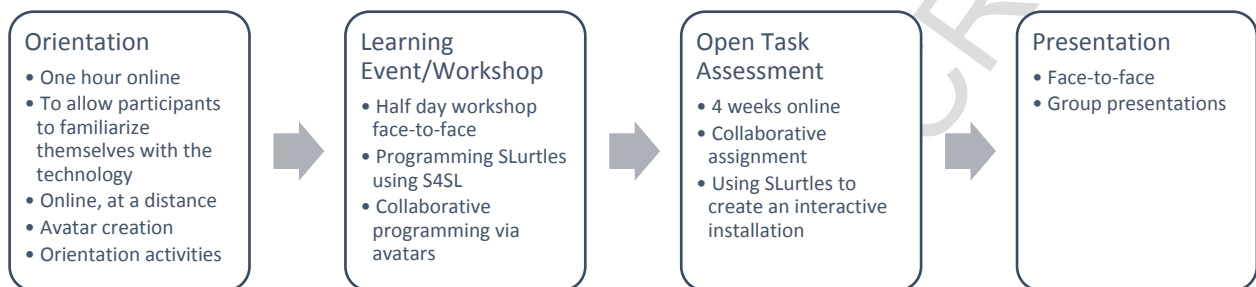 Orientation
• One hour online
• To allow participants
to familiarize
themselves with the
technology
• Online, at a distance
• Avatar creation
• Orientation activities
Learning
Event/Workshop
• Half day workshop
face-to-face
• Programming SLurtles
using S4SL
• Collaborative
programming via
avatars
Open Task
Assessment
• 4 weeks online
• Collaborative
assignment
• Using SLurtles to
create an interactive
installation
Presentation
• Face-to-face
• Group presentations